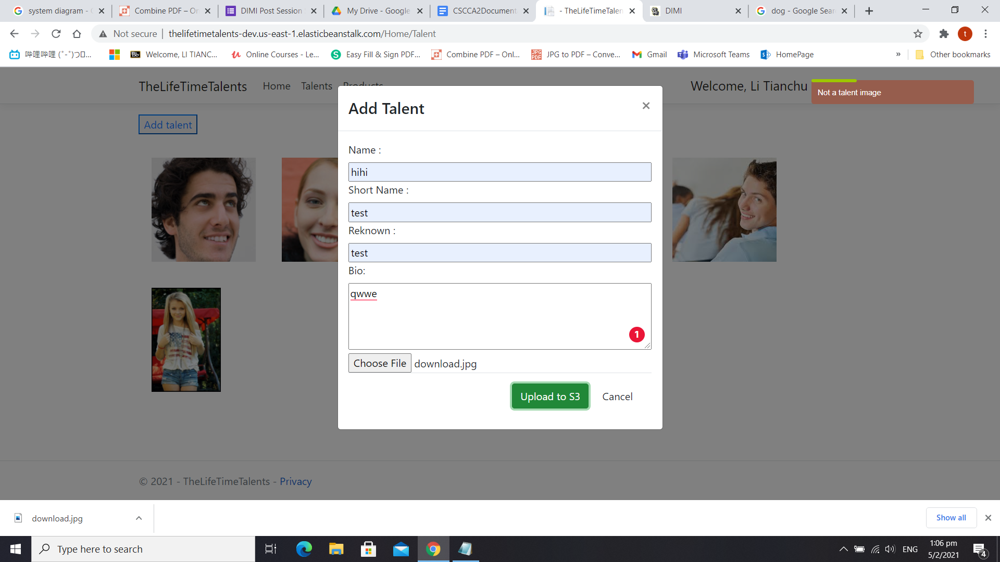 system diagram - G
Combine PDF – On
DIMI Post Session
My Drive - Google
CSCCA2Document
- TheLifeTimeTalen
DIMI
dog - Google Sear
Not secure
thelifetimetalents-dev.us-east-1.elasticbeanstalk.com/Home/Talent
t
哔哩哔哩 (゜-゜)つ...
Bb Welcome, LI TIANC...
Online Courses - Le...
S Easy Fill & Sign PDF...
Combine PDF – Onl...
JPG PDF JPG to PDF – Conve...
Gmail
Microsoft Teams
S HomePage
»
Other bookmarks
TheLifeTimeTalents Home Talents Products
Welcome, Li Tianchu
Not a talent image
Add talent
Add Talent
×
Name :
hihi
Short Name :
test
Reknown :
test
Bio:
qwwe
1
Choose File download.jpg
Upload to S3 Cancel
© 2021 - TheLifeTimeTalents - Privacy
download.jpg
Show all
Type here to search
ENG
1:06 pm
5/2/2021
4